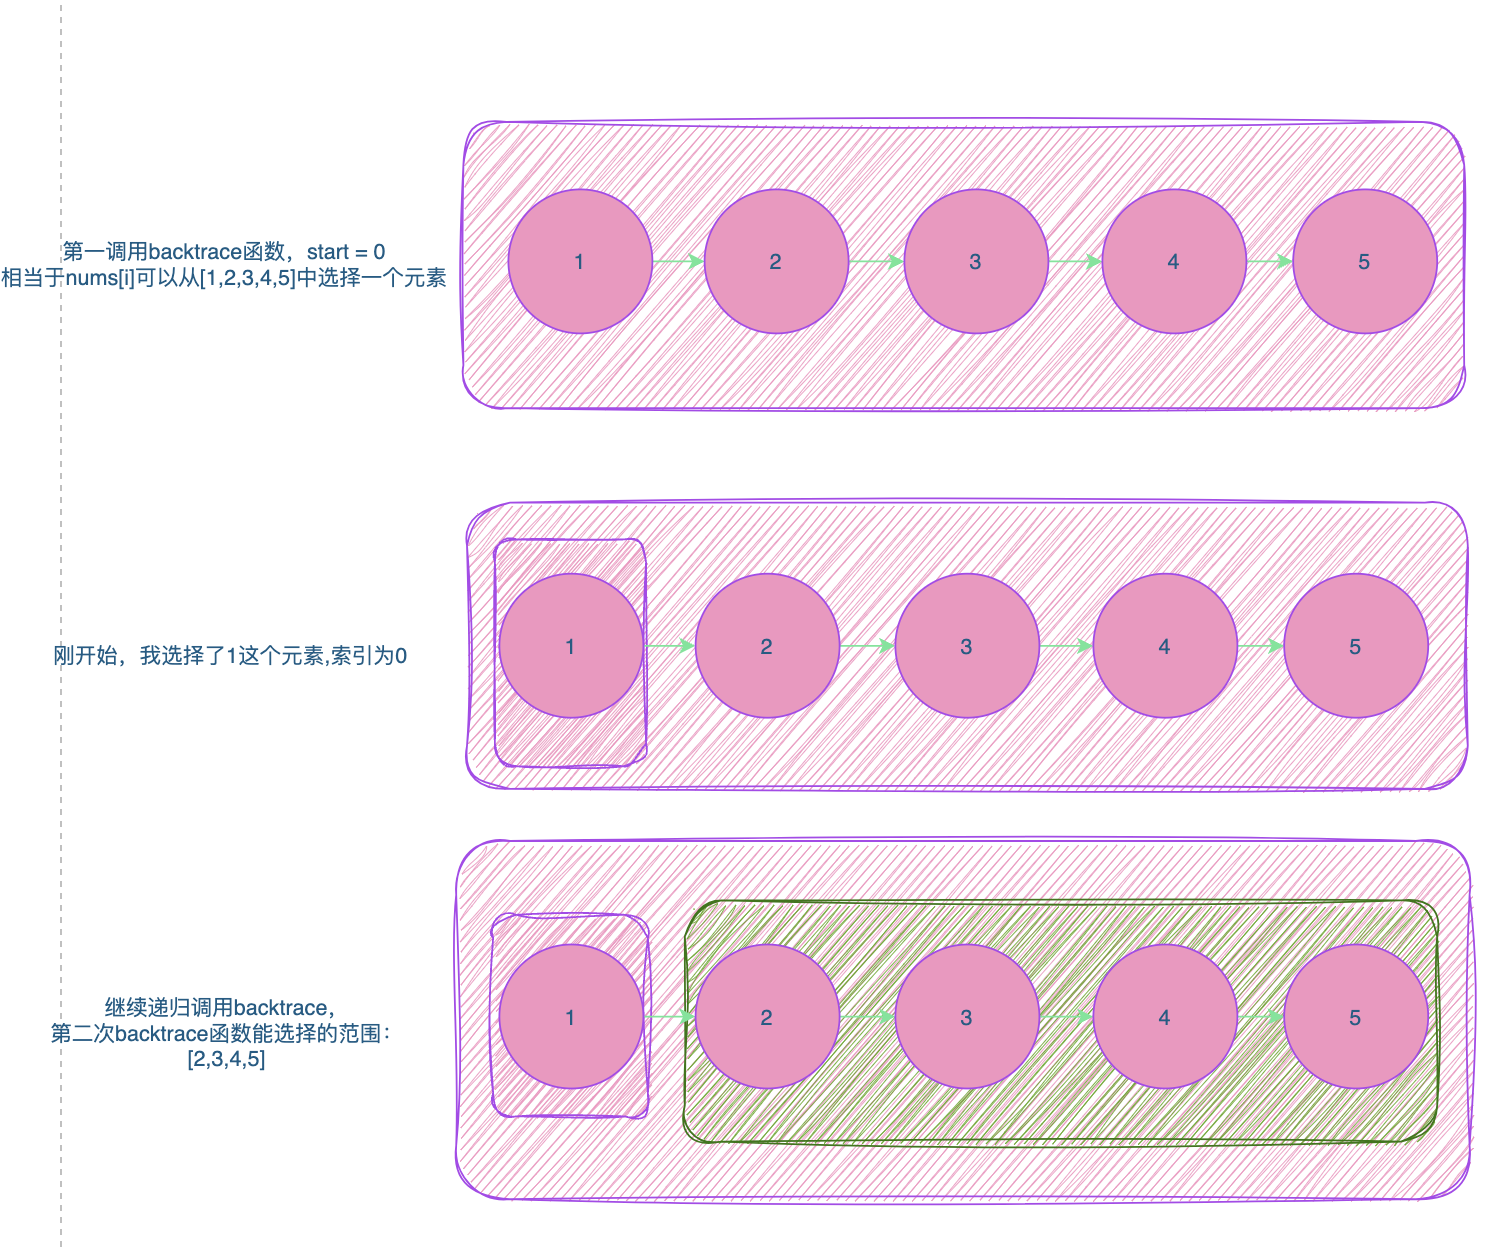 第一调用backtrace函数，start = 0
相当于nums[i]可以从[1,2,3,4,5]中选择一个元素
1 2 3 4 5
刚开始，我选择了1这个元素,索引为0
1 2 3 4 5
继续递归调用backtrace，
第二次backtrace函数能选择的范围：
[2,3,4,5]
1 2 3 4 5